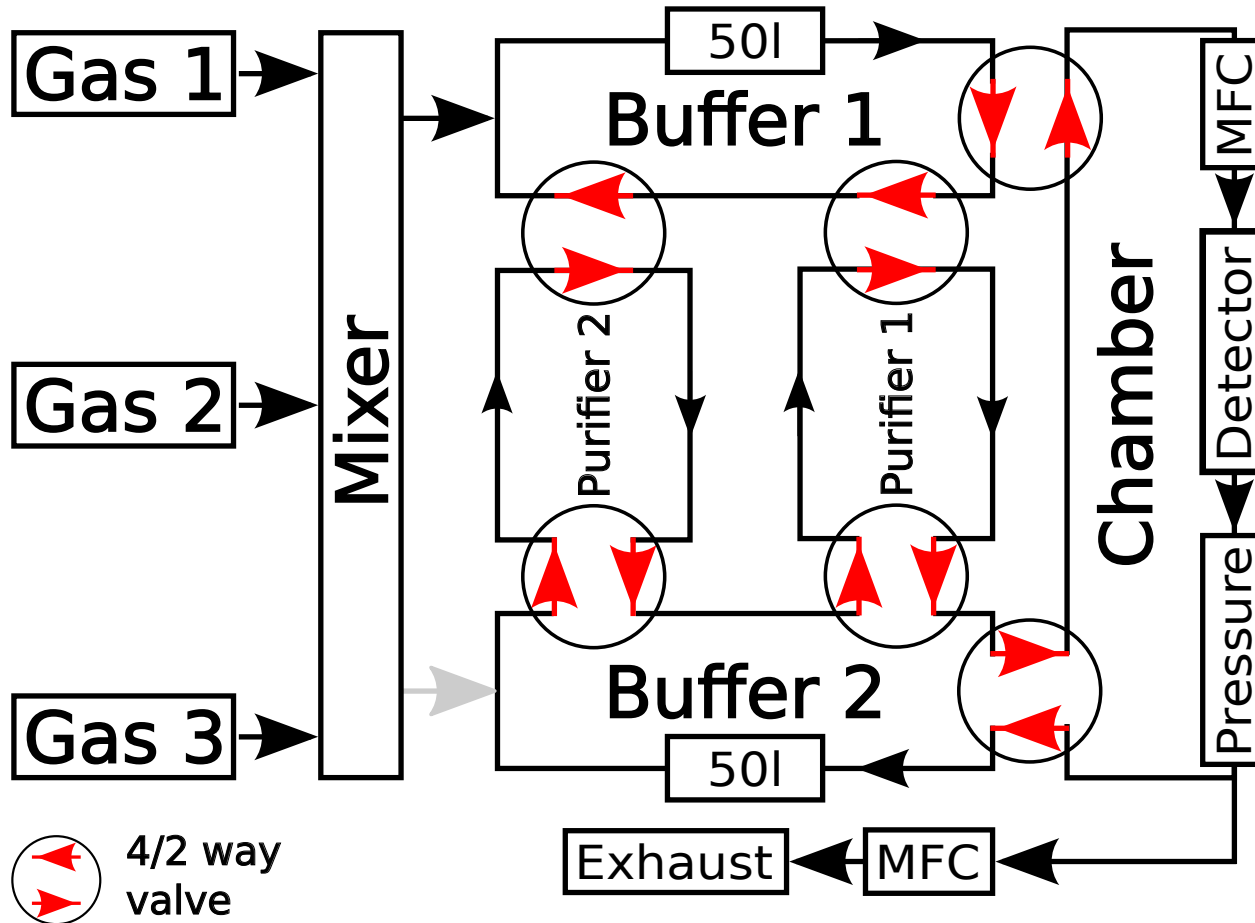 Gas 1
Gas 2
Gas 3
Mixer
50l
Buffer 1
Purifier 2
Purifier 1
Buffer 2
50l
Chamber
MFC
Detector
Pressure
Exhaust
MFC
4/2 way
valve